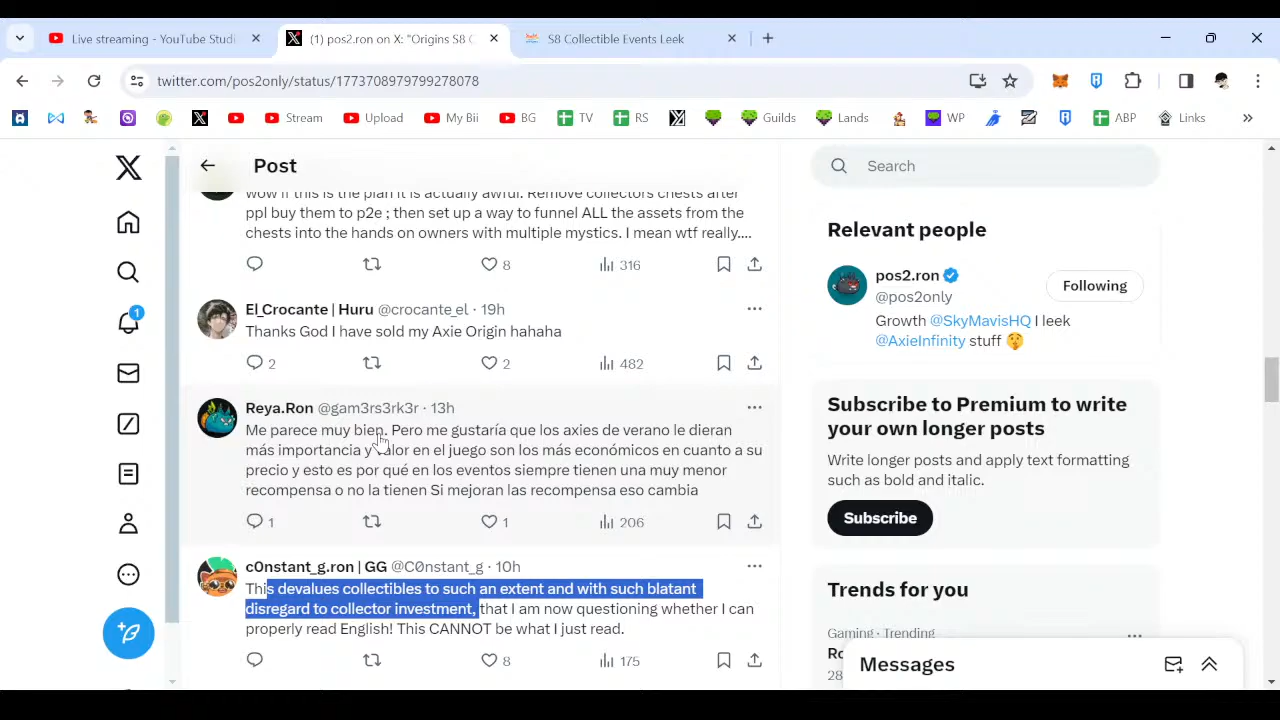 Live streaming - YouTube Studi
(1) pos2.ron on X: "Origins S8 C
S8 Collectible Events Leek
twitter.com/pos2only/status/1773708979799278078
Stream
Upload
My Bii
BG
TV
RS
Guilds
Lands
WP
ABP
Links
Post
wow if this is the plan it is actually awful. Remove collectors chests after
ppl buy them to p2e ; then set up a way to funnel ALL the assets from the
chests into the hands on owners with multiple mystics. I mean wtf really....
8
316
El_Crocante | Huru @crocante_el · 19h
Thanks God I have sold my Axie Origin hahaha
2
2
482
Reya.Ron @gam3rs3rk3r · 13h
Me parece muy bien. Pero me gustaría que los axies de verano le dieran
más importancia y valor en el juego son los más económicos en cuanto a su
precio y esto es por qué en los eventos siempre tienen una muy menor
recompensa o no la tienen Si mejoran las recompensa eso cambia
1
1
206
c0nstant_g.ron | GG @C0nstant_g · 10h
This devalues collectibles to such an extent and with such blatant
disregard to collector investment, that I am now questioning whether I can
properly read English! This CANNOT be what I just read.
8
175
1
Search
Relevant people
pos2.ron
@pos2only
Following
Growth @SkyMavisHQ I leek
@AxieInfinity stuff
Subscribe to Premium to write
your own longer posts
Write longer posts and apply text formatting
such as bold and italic.
Subscribe
Trends for you
Gaming · Trending
Messages